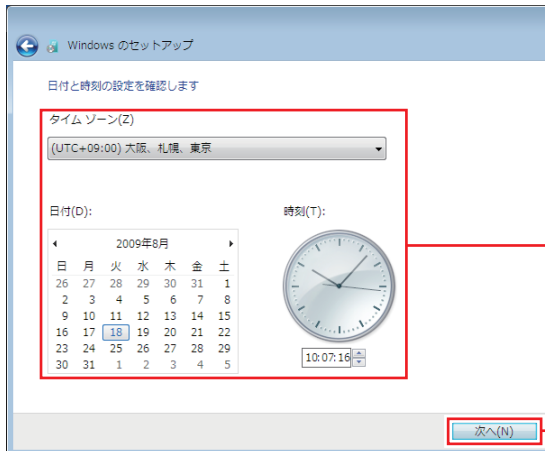 Windows のセットアップ
日付と時刻の設定を確認します
タイム ゾーン(Z)
(UTC+09:00) 大阪、札幌、東京
日付(D):
時刻(T):
2009年8月
日 月 火 水 木 金 土
26 27 28 29 30 31 1
2 3 4 5 6 7 8
9 10 11 12 13 14 15
16 17 18 19 20 21 22
23 24 25 26 27 28 29
30 31 1 2 3 4 5
10:07:16
次へ(N)